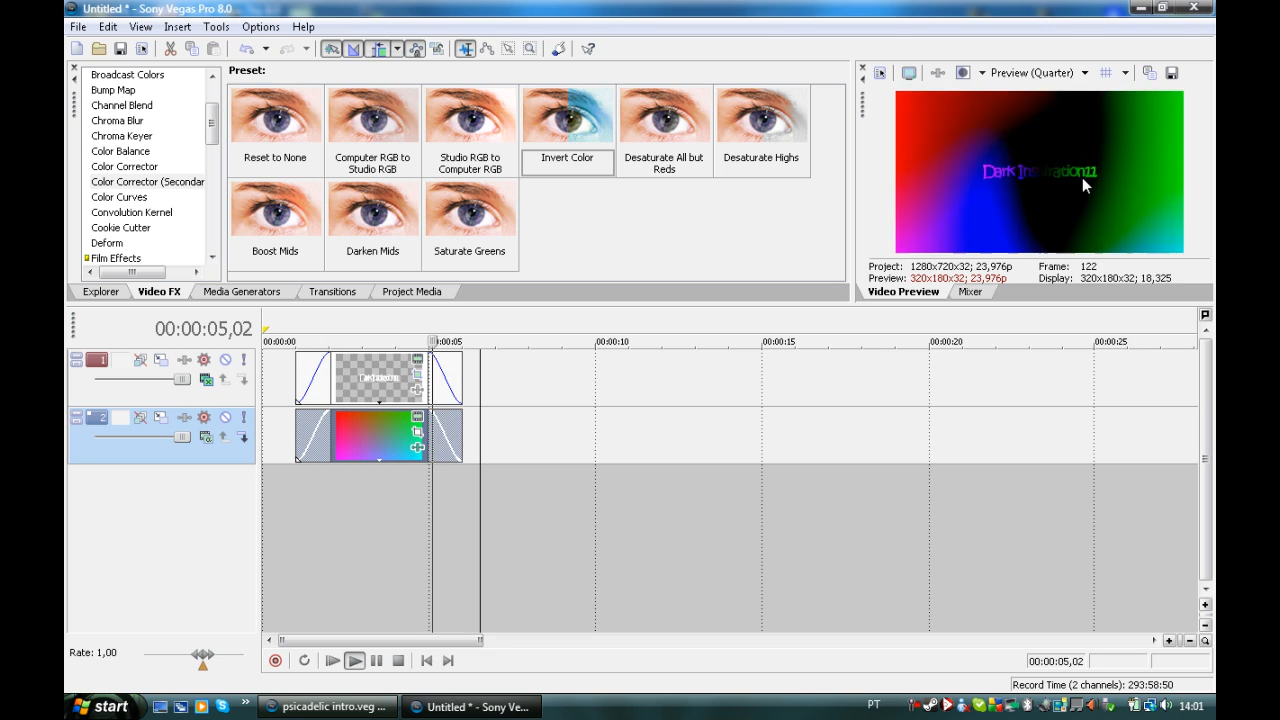 Untitled * - Sony Vegas Pro 8.0
File Edit View Insert Tools Options Help
Broadcast Colors
Bump Map
Channel Blend
Chroma Blur
Chroma Keyer
Color Balance
Color Corrector
Color Corrector (Secondar
Color Curves
Convolution Kernel
Cookie Cutter
Deform
Film Effects
Preset:
Reset to None
Computer RGB to
Studio RGB
Studio RGB to
Computer RGB
Invert Color
Desaturate All but
Reds
Desaturate Highs
Boost Mids
Darken Mids
Saturate Greens
Explorer Video FX Media Generators Transitions Project Media
Preview (Quarter)
Dark Inspiration11
Project: 1280x720x32; 23,976p Frame: 122
Preview: 320x180x32; 23,976p Display: 320x180x32; 18,325
Video Preview Mixer
00:00:05,02
00:00:00 00:00:05 00:00:10 00:00:15 00:00:20 00:00:25
1
2
Rate: 1,00
00:00:05,02
Record Time (2 channels): 293:58:50
start psicadelic intro.veg ... Untitled * - Sony Ve... PT 14:01